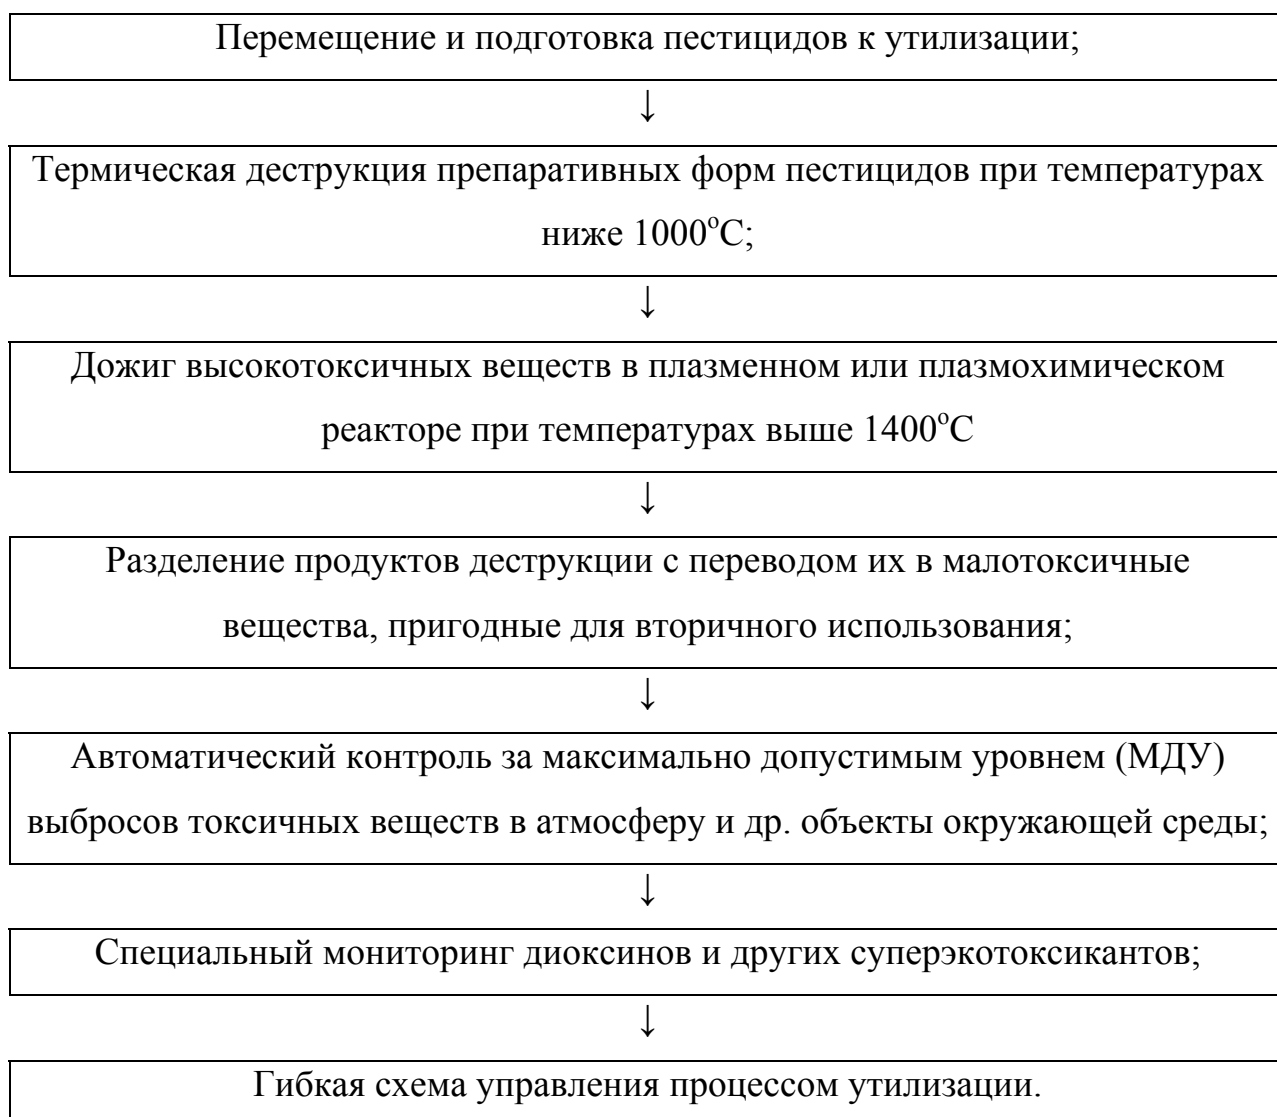 Перемещение и подготовка пестицидов к утилизации;
↓
Термическая деструкция препаративных форм пестицидов при температурах
ниже 1000°С;
↓
Дожиг высокотоксичных веществ в плазменном или плазмохимическом
реакторе при температурах выше 1400°С
↓
Разделение продуктов деструкции с переводом их в малотоксичные
вещества, пригодные для вторичного использования;
↓
Автоматический контроль за максимально допустимым уровнем (МДУ)
выбросов токсичных веществ в атмосферу и др. объекты окружающей среды;
↓
Специальный мониторинг диоксинов и других суперэкотоксикантов;
↓
Гибкая схема управления процессом утилизации.